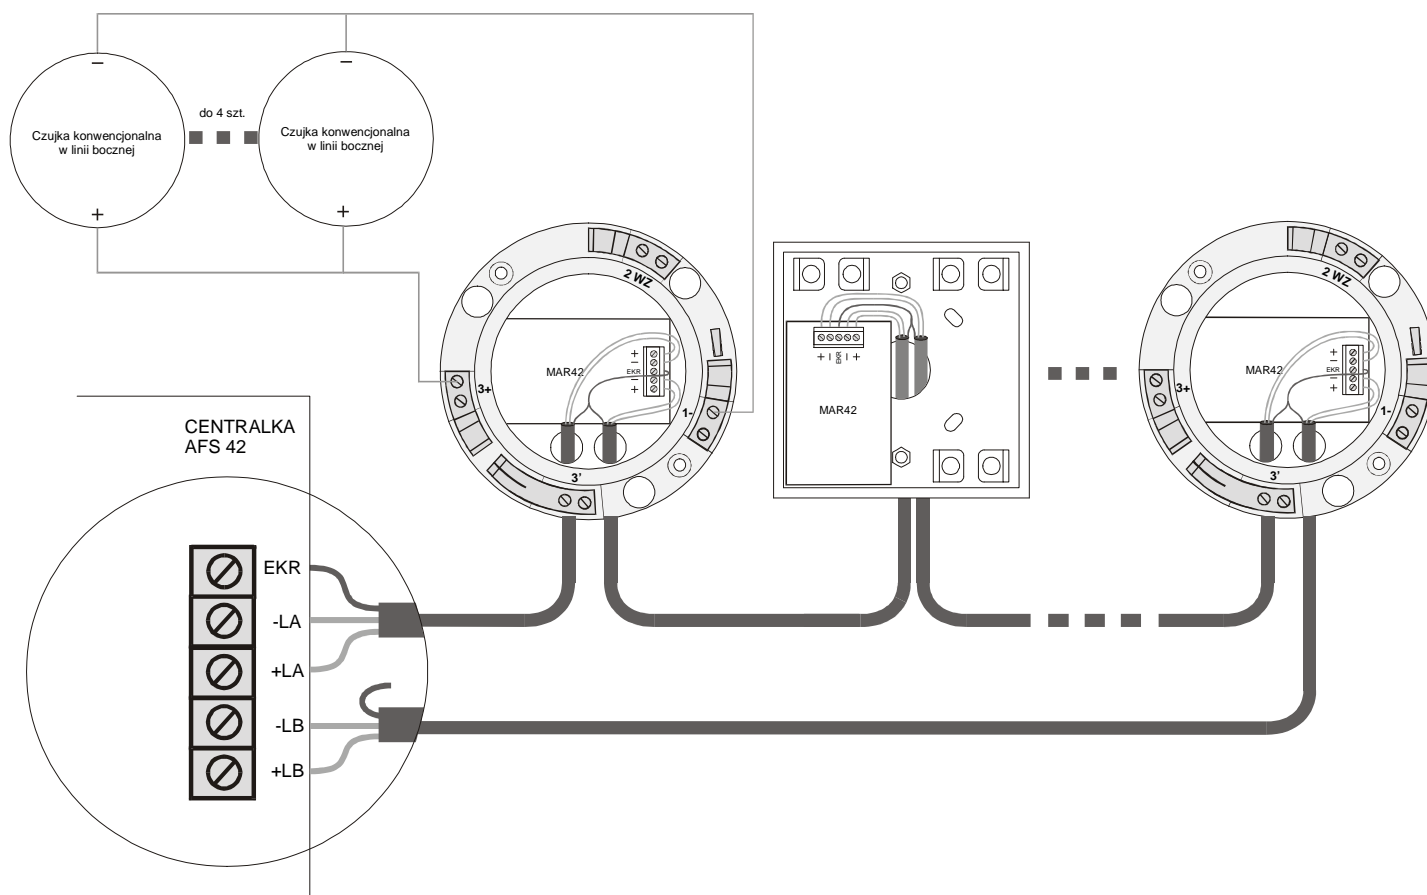 −
−
do 4 szt.
Czujka konwencjonalna
w linii bocznej
Czujka konwencjonalna
w linii bocznej
+
+
2 WZ
MAR42
+
−
EKR
−
+
3+
1-
3'
+ − EKR − +
MAR42
2 WZ
MAR42
+
−
EKR
−
+
3+
1-
3'
CENTRALKA
AFS 42
EKR
-LA
+LA
-LB
+LB